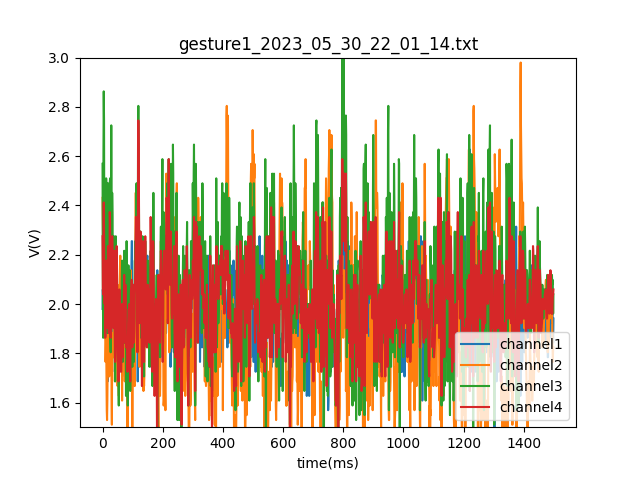 gesture1_2023_05_30_22_01_14.txt
3.0
2.8
2.6
2.4
2.2
2.0
1.8
1.6
V(V)
channel1
channel2
channel3
channel4
0 200 400 600 800 1000 1200 1400
time(ms)